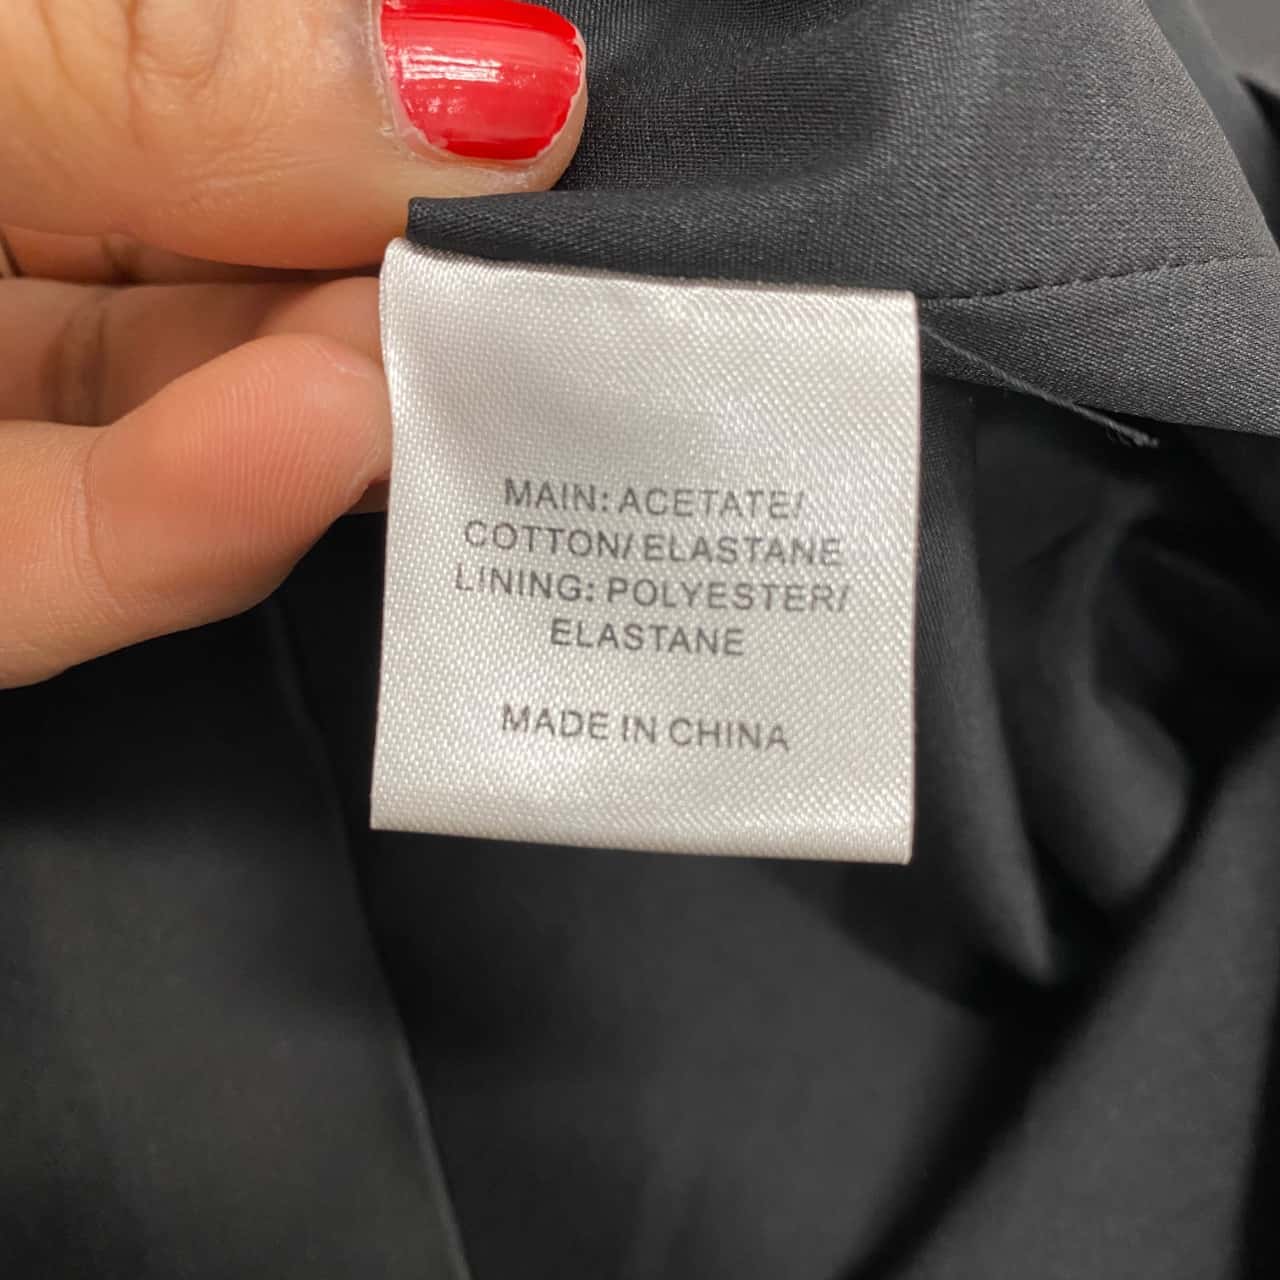 MAIN: ACETATE/
COTTON/ELASTANE
LINING: POLYESTER/
ELASTANE
MADE IN CHINA